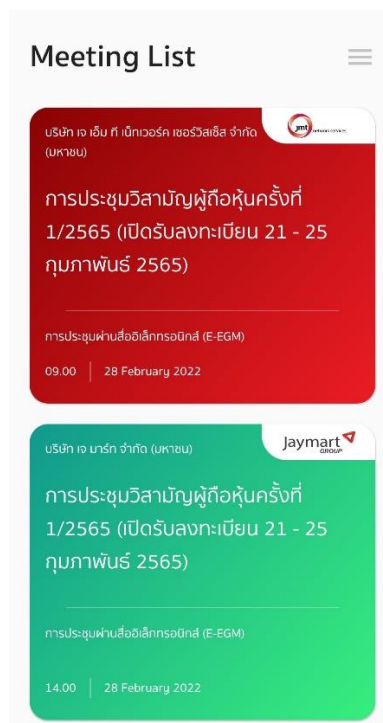 Meeting List
บริษัท เจ เอ็ม ที เน็ทเวอร์ค เซอร์วิสเซ็ส จำกัด
(มหาชน)
jmt
network services
การประชุมวิสามัญผู้ถือหุ้นครั้งที่
1/2565 (เปิดรับลงทะเบียน 21 - 25
กุมภาพันธ์ 2565)
การประชุมผ่านสื่ออิเล็กทรอนิกส์ (E-EGM)
09.00 | 28 February 2022
บริษัท เจ มาร์ท จำกัด (มหาชน)
Jaymart
GROUP
การประชุมวิสามัญผู้ถือหุ้นครั้งที่
1/2565 (เปิดรับลงทะเบียน 21 - 25
กุมภาพันธ์ 2565)
การประชุมผ่านสื่ออิเล็กทรอนิกส์ (E-EGM)
14.00 | 28 February 2022